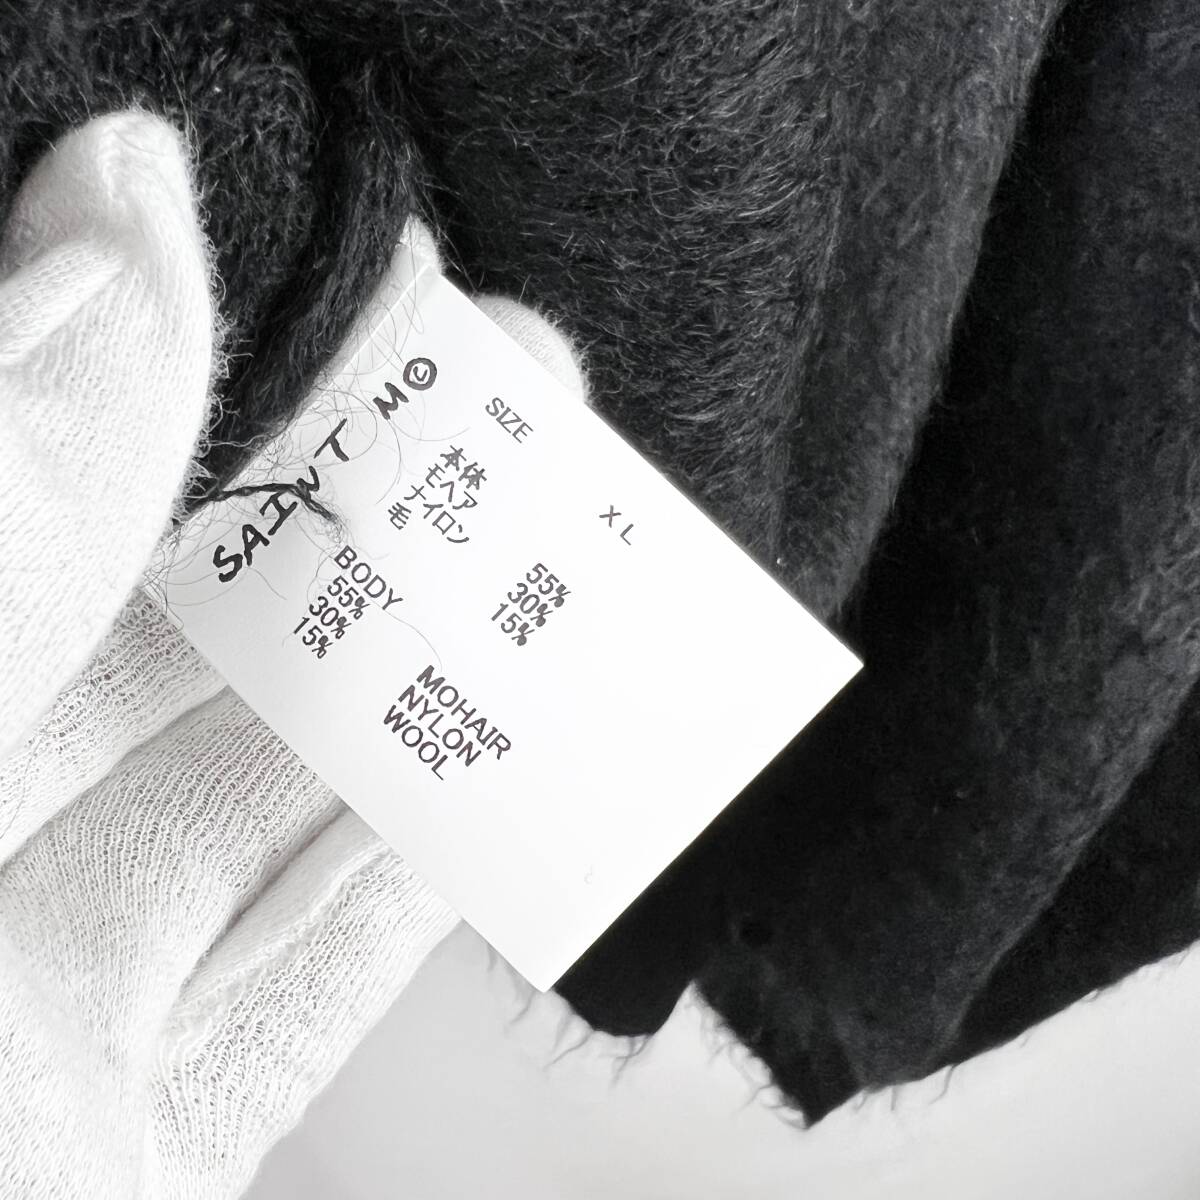 SAINT M©
SIZE XL
本体
モヘア 55%
ナイロン 30%
毛 15%
BODY
55% MOHAIR
30% NYLON
15% WOOL